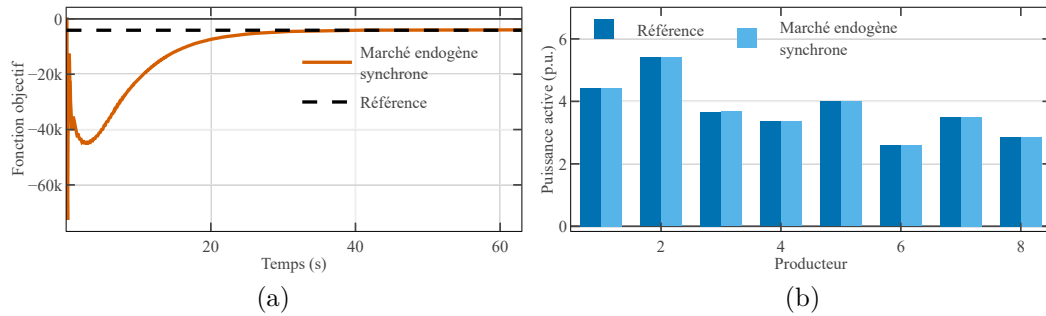 Fonction objectif
0
−20k
−40k
−60k
Marché endogène
synchrone
Référence
20
40
60
Temps (s)
(a)
Puissance active (p.u.)
6
4
2
0
Référence
Marché endogène
synchrone
2
4
6
8
Producteur
(b)